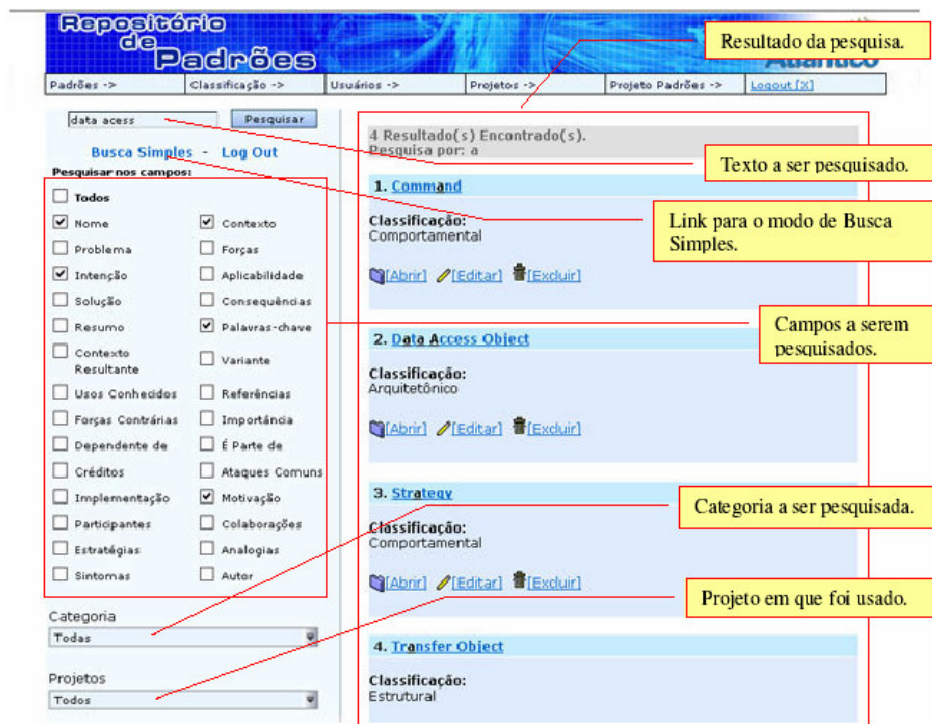 Repositório
de
Padrões
Atlântico
Padrões ->
Classificação ->
Usuários ->
Projetos ->
Projeto Padrões ->
Logout [X]
data acess
Pesquisar
Busca Simples - Log Out
Pesquisar nos campos:
Todos
Nome
Contexto
Problema
Forças
Intenção
Aplicabilidade
Solução
Consequências
Resumo
Palavras-chave
Contexto
Resultante
Variante
Usos Conhecidos
Referências
Forças Contrárias
Importância
Dependente de
É Parte de
Créditos
Ataques Comuns
Implementação
Motivação
Participantes
Colaborações
Estratégias
Analogias
Sintomas
Autor
Categoria
Todas
Projetos
Todos
4 Resultado(s) Encontrado(s).
Pesquisa por: a
1. Command
Classificação:
Comportamental
[Abrir] [Editar] [Excluir]
2. Data Access Object
Classificação:
Arquitetônico
[Abrir] [Editar] [Excluir]
3. Strategy
Classificação:
Comportamental
[Abrir] [Editar] [Excluir]
4. Transfer Object
Classificação:
Estrutural
Resultado da pesquisa.
Texto a ser pesquisado.
Link para o modo de Busca
Simples.
Campos a serem
pesquisados.
Categoria a ser pesquisada.
Projeto em que foi usado.